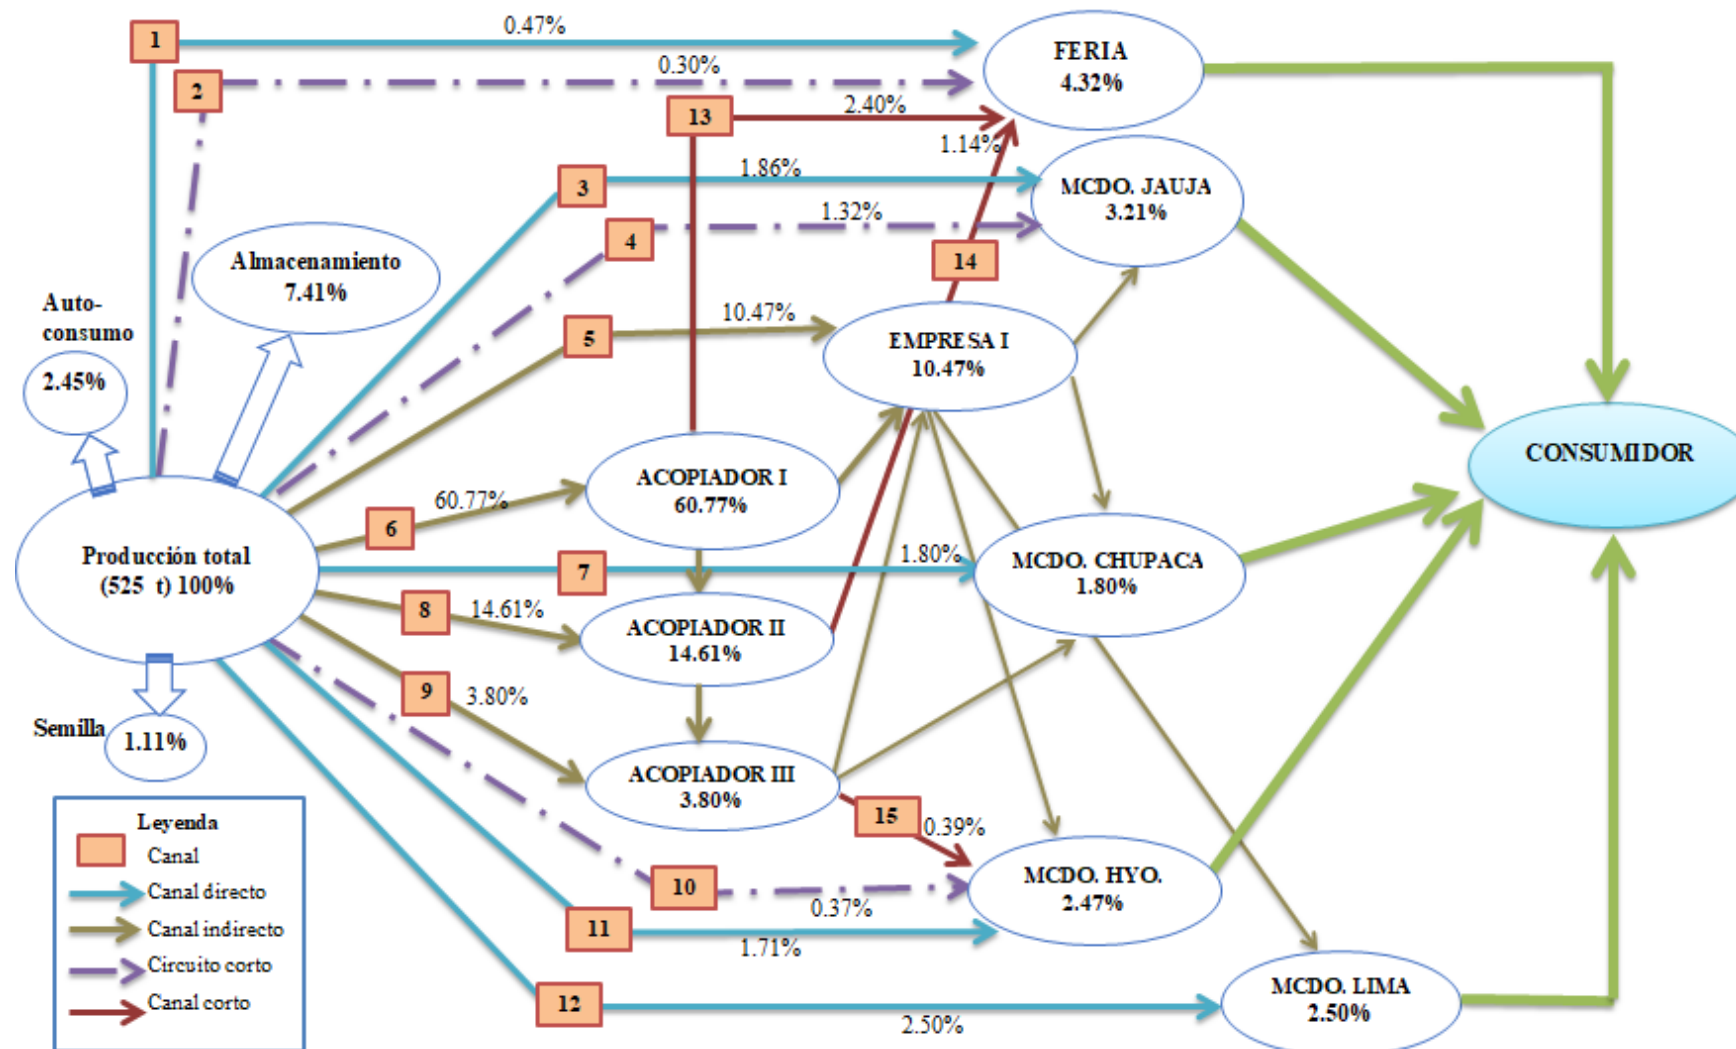 1
0.47%
FERIA
4.32%
2
0.30%
13
2.40%
1.14%
3
1.86%
MCDO. JAUJA
3.21%
4
1.32%
14
Almacenamiento
7.41%
Auto-
consumo
2.45%
5
10.47%
EMPRESA I
10.47%
CONSUMIDOR
ACOPIADOR I
60.77%
6
60.77%
Producción total
(525 t) 100%
7
1.80%
MCDO. CHUPACA
1.80%
8
14.61%
ACOPIADOR II
14.61%
9
3.80%
Semilla
1.11%
ACOPIADOR III
3.80%
15
0.39%
MCDO. HYO.
2.47%
10
0.37%
11
1.71%
12
2.50%
MCDO. LIMA
2.50%
Leyenda
Canal
Canal directo
Canal indirecto
Circuito corto
Canal corto